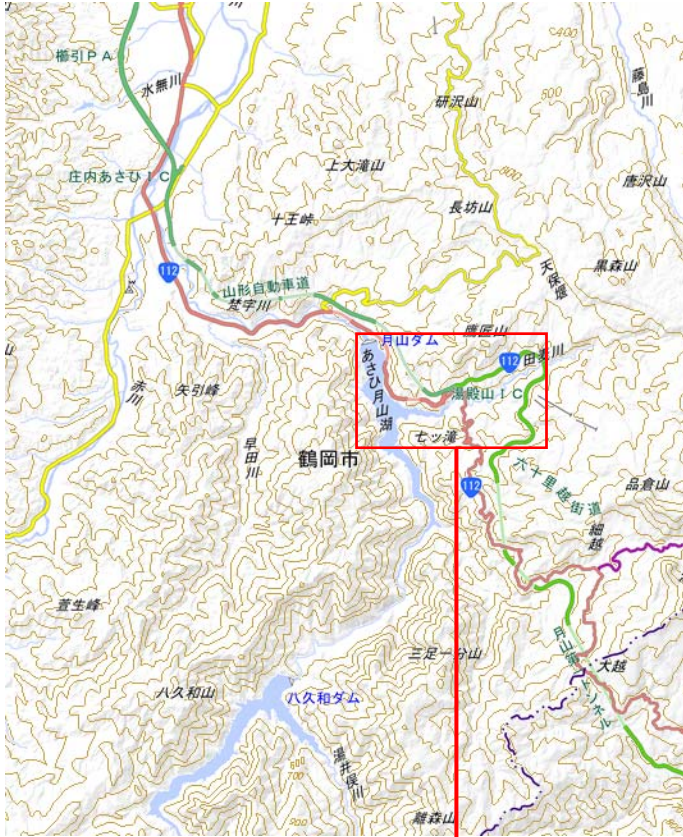 櫛引ＰＡ
水無川
研沢山
500
藤島川
上大滝山
600
庄内あさひＩＣ
唐沢山
長坊山
十王峠
天保堰
黒森山
112
山形自動車道
梵字川
鷹匠山
月山ダム
あさひ月山湖
112
田麦川
赤川
矢引峰
湯殿山ＩＣ
早田川
七ツ滝
鶴岡市
112
六十里越街道
品倉山
細越
萱生峰
三足一分山
月山第一トンネル
大越
八久和山
八久和ダム
湯井俣川
600
700
離森山